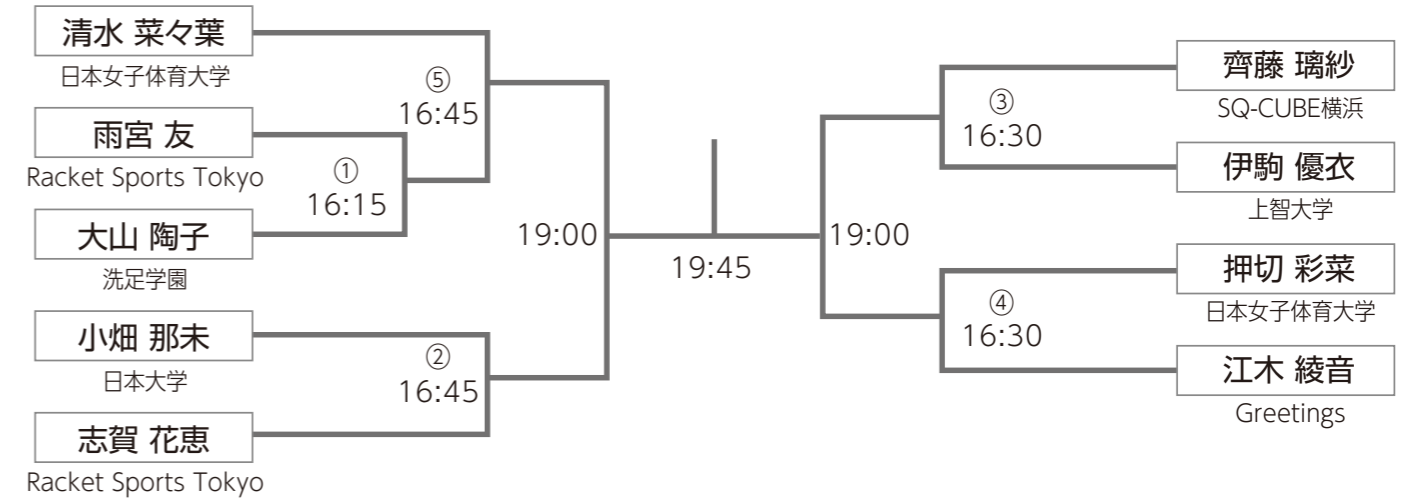 清水 菜々葉
日本女子体育大学
⑤
16:45
雨宮 友
Racket Sports Tokyo
①
16:15
大山 陶子
洗足学園
小畑 那未
日本大学
②
16:45
志賀 花恵
Racket Sports Tokyo
19:00
19:45
19:00
齊藤 璃紗
SQ-CUBE横浜
③
16:30
伊駒 優衣
上智大学
押切 彩菜
日本女子体育大学
④
16:30
江木 綾音
Greetings